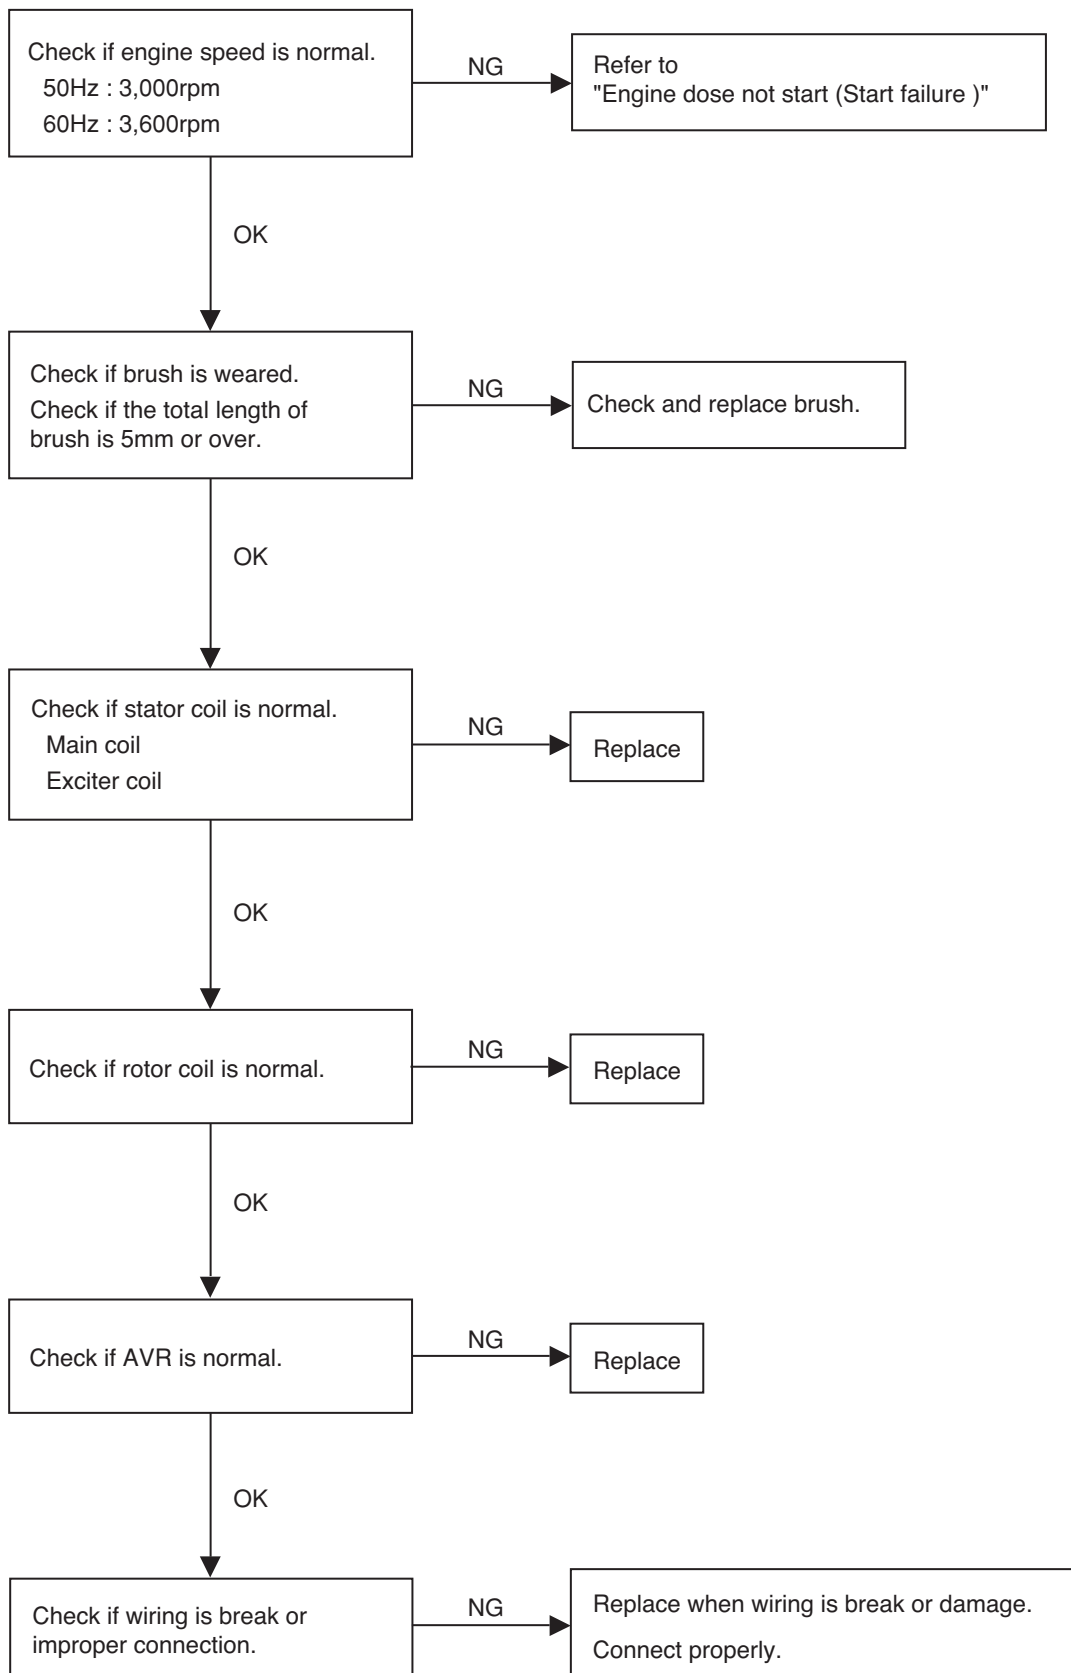 Check if engine speed is normal.
50Hz : 3,000rpm
60Hz : 3,600rpm
NG
Refer to
"Engine dose not start (Start failure )"
OK
Check if brush is weared.
Check if the total length of
brush is 5mm or over.
NG
Check and replace brush.
OK
Check if stator coil is normal.
Main coil
Exciter coil
NG
Replace
OK
Check if rotor coil is normal.
NG
Replace
OK
Check if AVR is normal.
NG
Replace
OK
Check if wiring is break or
improper connection.
NG
Replace when wiring is break or damage.
Connect properly.